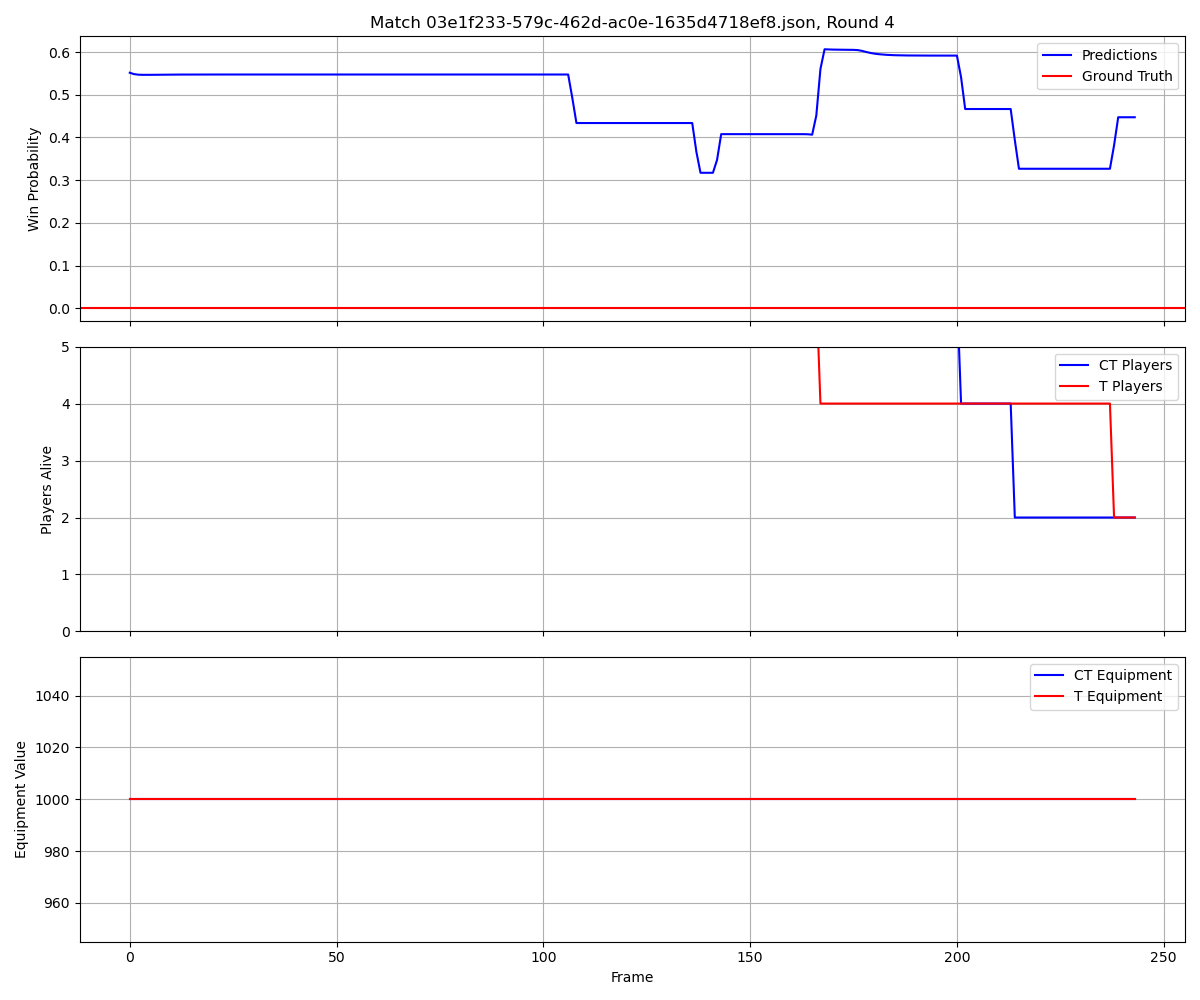 Match 03e1f233-579c-462d-ac0e-1635d4718ef8.json, Round 4
Win Probability
0.6
0.5
0.4
0.3
0.2
0.1
0.0
Predictions
Ground Truth
Players Alive
5
4
3
2
1
0
CT Players
T Players
Equipment Value
1040
1020
1000
980
960
CT Equipment
T Equipment
0
50
100
150
200
250
Frame